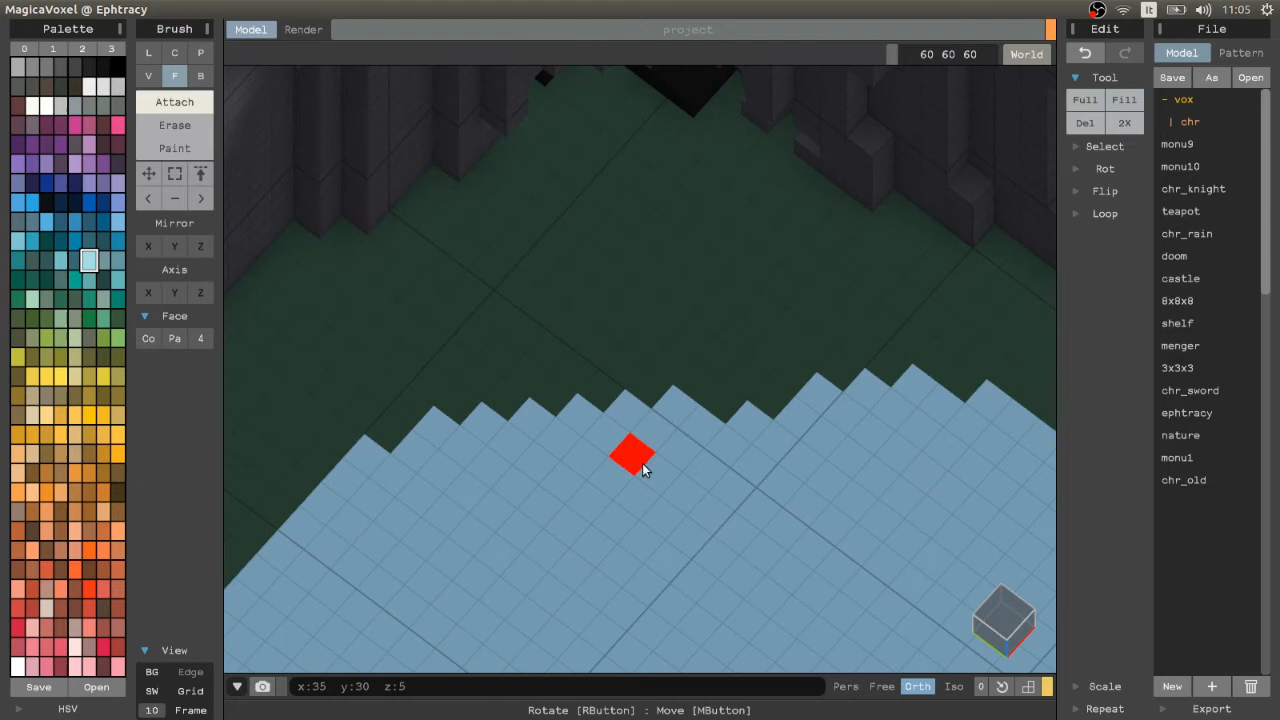 MagicaVoxel @ Ephtracy
It
11:05
Palette
0 1 2 3
Save Open
HSV
Brush
L C P
V F B
Attach
Erase
Paint
< − >
Mirror
X Y Z
Axis
X Y Z
Face
Co Pa 4
View
BG Edge
SW Grid
10 Frame
Model Render project
60 60 60 World
x:35 y:30 z:5
Pers Free Orth Iso 0
Rotate [RButton] : Move [MButton]
Edit
Tool
Full Fill
Del 2X
Select
Rot
Flip
Loop
Scale
Repeat
File
Model Pattern
Save As Open
- vox
| chr
monu9
monu10
chr_knight
teapot
chr_rain
doom
castle
8x8x8
shelf
menger
3x3x3
chr_sword
ephtracy
nature
monu1
chr_old
New +
Export